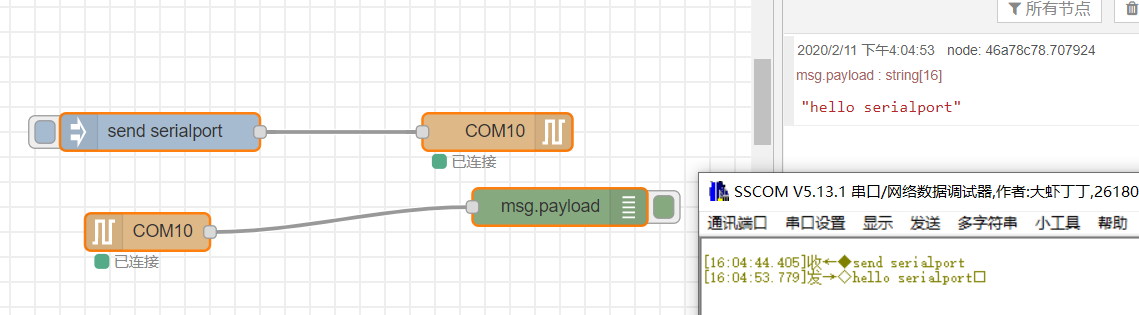 所有节点
2020/2/11 下午4:04:53 node: 46a78c78.707924
msg.payload : string[16]
"hello serialport"
send serialport
COM10
已连接
msg.payload
COM10
已连接
SSCOM V5.13.1 串口/网络数据调试器,作者:大虾丁丁,26180
通讯端口 串口设置 显示 发送 多字符串 小工具 帮助
[16:04:44.405]收←◆send serialport
[16:04:53.779]发→◇hello serialport□